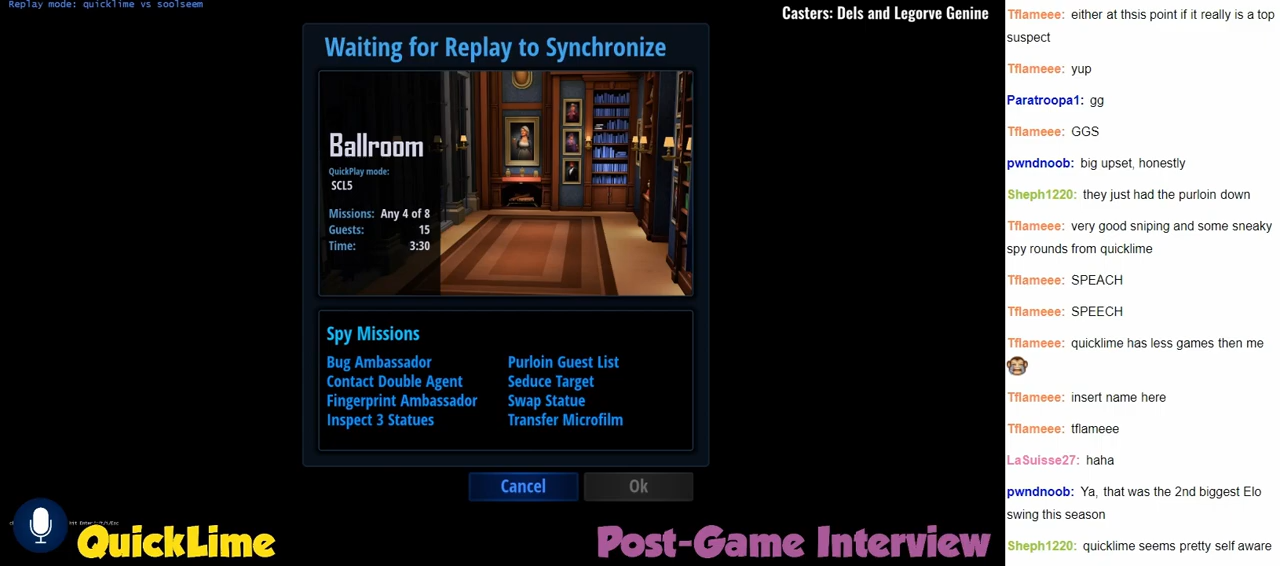 Replay mode: quicklime vs soolseem
Casters: Dels and Legorve Genine
Waiting for Replay to Synchronize
Ballroom
QuickPlay mode:
SCL5
Missions: Any 4 of 8
Guests: 15
Time: 3:30
Spy Missions
Bug Ambassador
Contact Double Agent
Fingerprint Ambassador
Inspect 3 Statues
Purloin Guest List
Seduce Target
Swap Statue
Transfer Microfilm
Cancel
Ok
QuickLime
Post-Game Interview
Tflameee: either at thsis point if it really is a top
suspect
Tflameee: yup
Paratroopa1: gg
Tflameee: GGS
pwndnoob: big upset, honestly
Sheph1220: they just had the purloin down
Tflameee: very good sniping and some sneaky
spy rounds from quicklime
Tflameee: SPEACH
Tflameee: SPEECH
Tflameee: quicklime has less games then me
Tflameee: insert name here
Tflameee: tflameee
LaSuisse27: haha
pwndnoob: Ya, that was the 2nd biggest Elo
swing this season
Sheph1220: quicklime seems pretty self aware